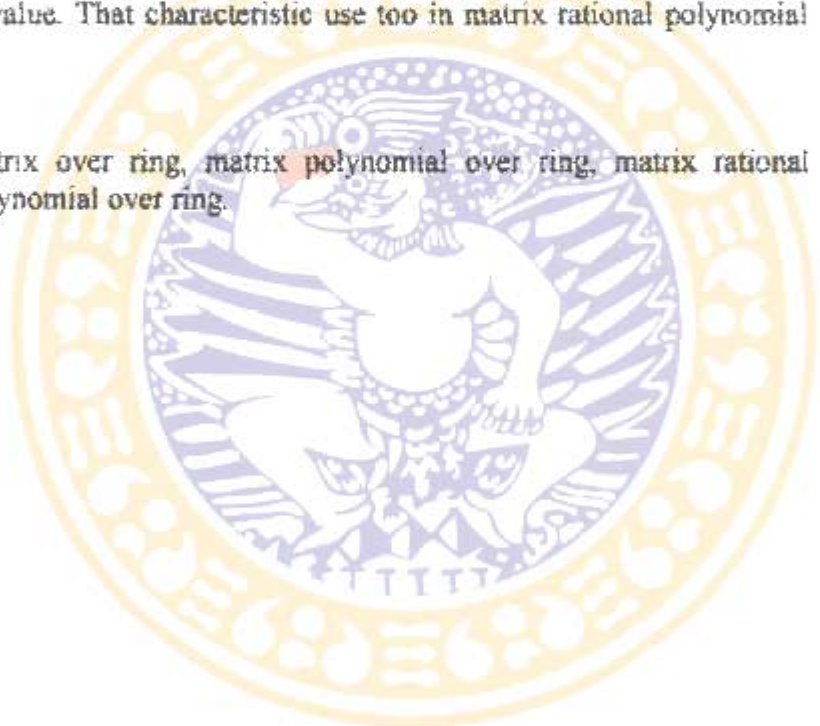 value. That characteristic use too in matrix rational polynomial
trix over ring, matrix polynomial over ring, matrix rational
ynomial over ring.